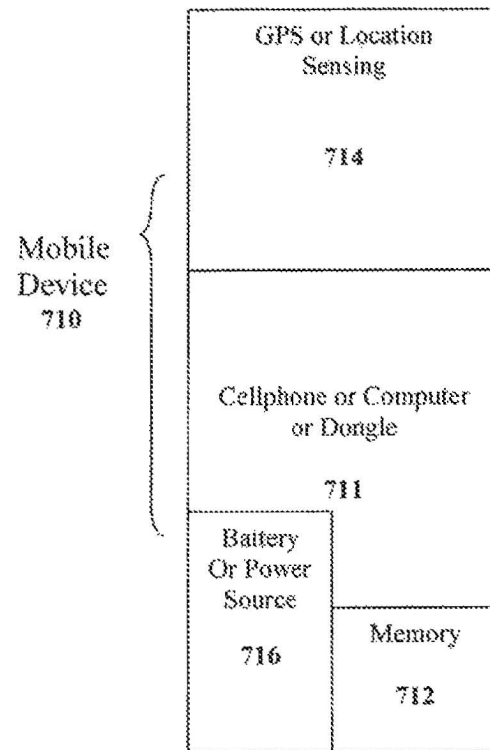 GPS or Location
Sensing
714
Mobile
Device
710
Cellphone or Computer
or Dongle
711
Battery
Or Power
Source
716
Memory
712